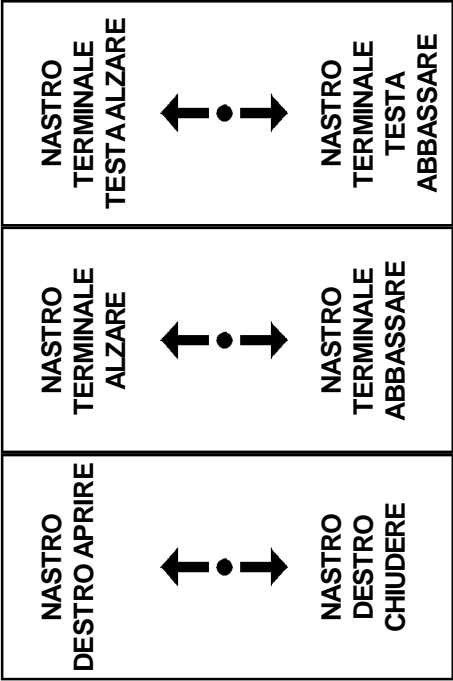 NASTRO
DESTRO APRIRE
NASTRO
DESTRO
CHIUDERE
NASTRO
TERMINALE
ALZARE
NASTRO
TERMINALE
ABBASSARE
NASTRO
TERMINALE
TESTA ALZARE
NASTRO
TERMINALE
TESTA
ABBASSARE